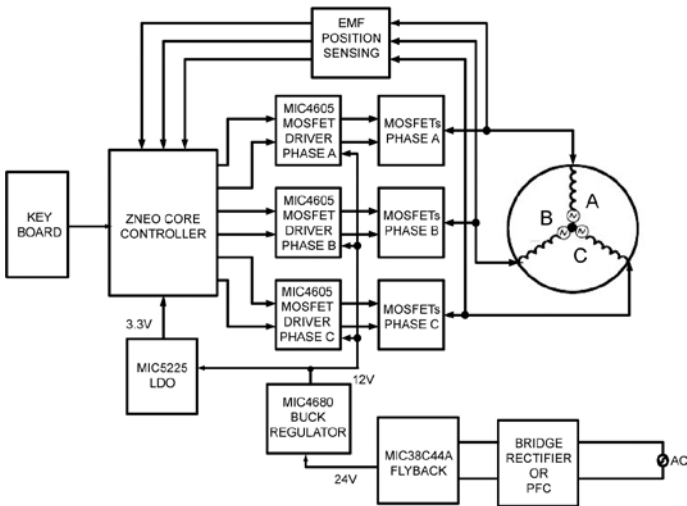 EMF
POSITION
SENSING
MIC4605
MOSFET
DRIVER
PHASE A
MOSFETs
PHASE A
KEY
BOARD
ZNEO CORE
CONTROLLER
MIC4605
MOSFET
DRIVER
PHASE B
MOSFETs
PHASE B
A
B
C
MIC4605
MOSFET
DRIVER
PHASE C
MOSFETs
PHASE C
3.3V
MIC5225
LDO
12V
MIC4680
BUCK
REGULATOR
24V
MIC38C44A
FLYBACK
BRIDGE
RECTIFIER
OR
PFC
AC